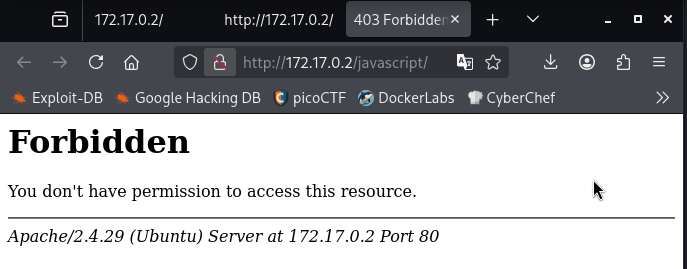 172.17.0.2/
http://172.17.0.2/
403 Forbidden
http://172.17.0.2/javascript/
Exploit-DB
Google Hacking DB
picoCTF
DockerLabs
CyberChef
Forbidden
You don't have permission to access this resource.
Apache/2.4.29 (Ubuntu) Server at 172.17.0.2 Port 80